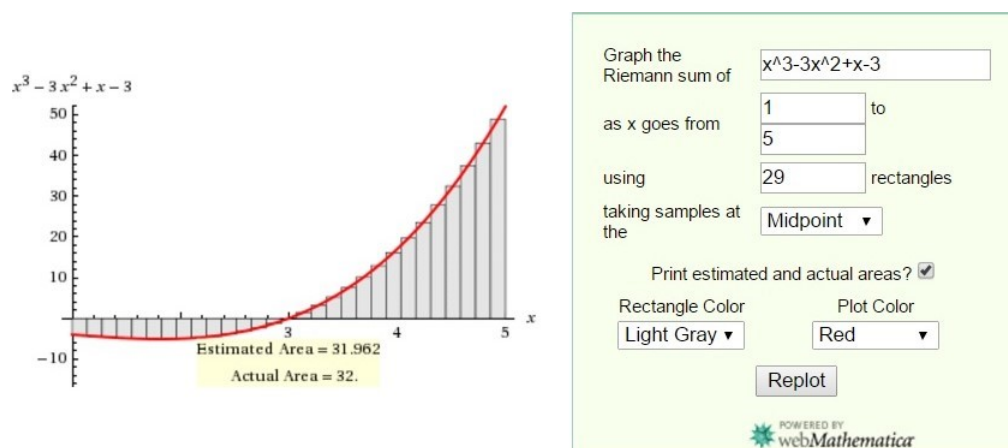 x³ – 3 x² + x – 3
50
40
30
20
10
–10
3
4
5
x
Estimated Area = 31.962
Actual Area = 32.
Graph the
Riemann sum of
x^3-3x^2+x-3
as x goes from
1
to
5
using
29
rectangles
taking samples at
the
Midpoint
Print estimated and actual areas?
Rectangle Color
Plot Color
Light Gray
Red
Replot
POWERED BY
webMathematica